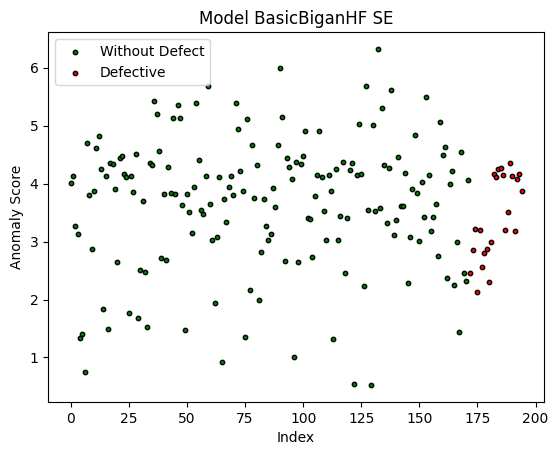 Model BasicBiganHF SE
Without Defect
Defective
Anomaly Score
6
5
4
3
2
1
0 25 50 75 100 125 150 175 200
Index